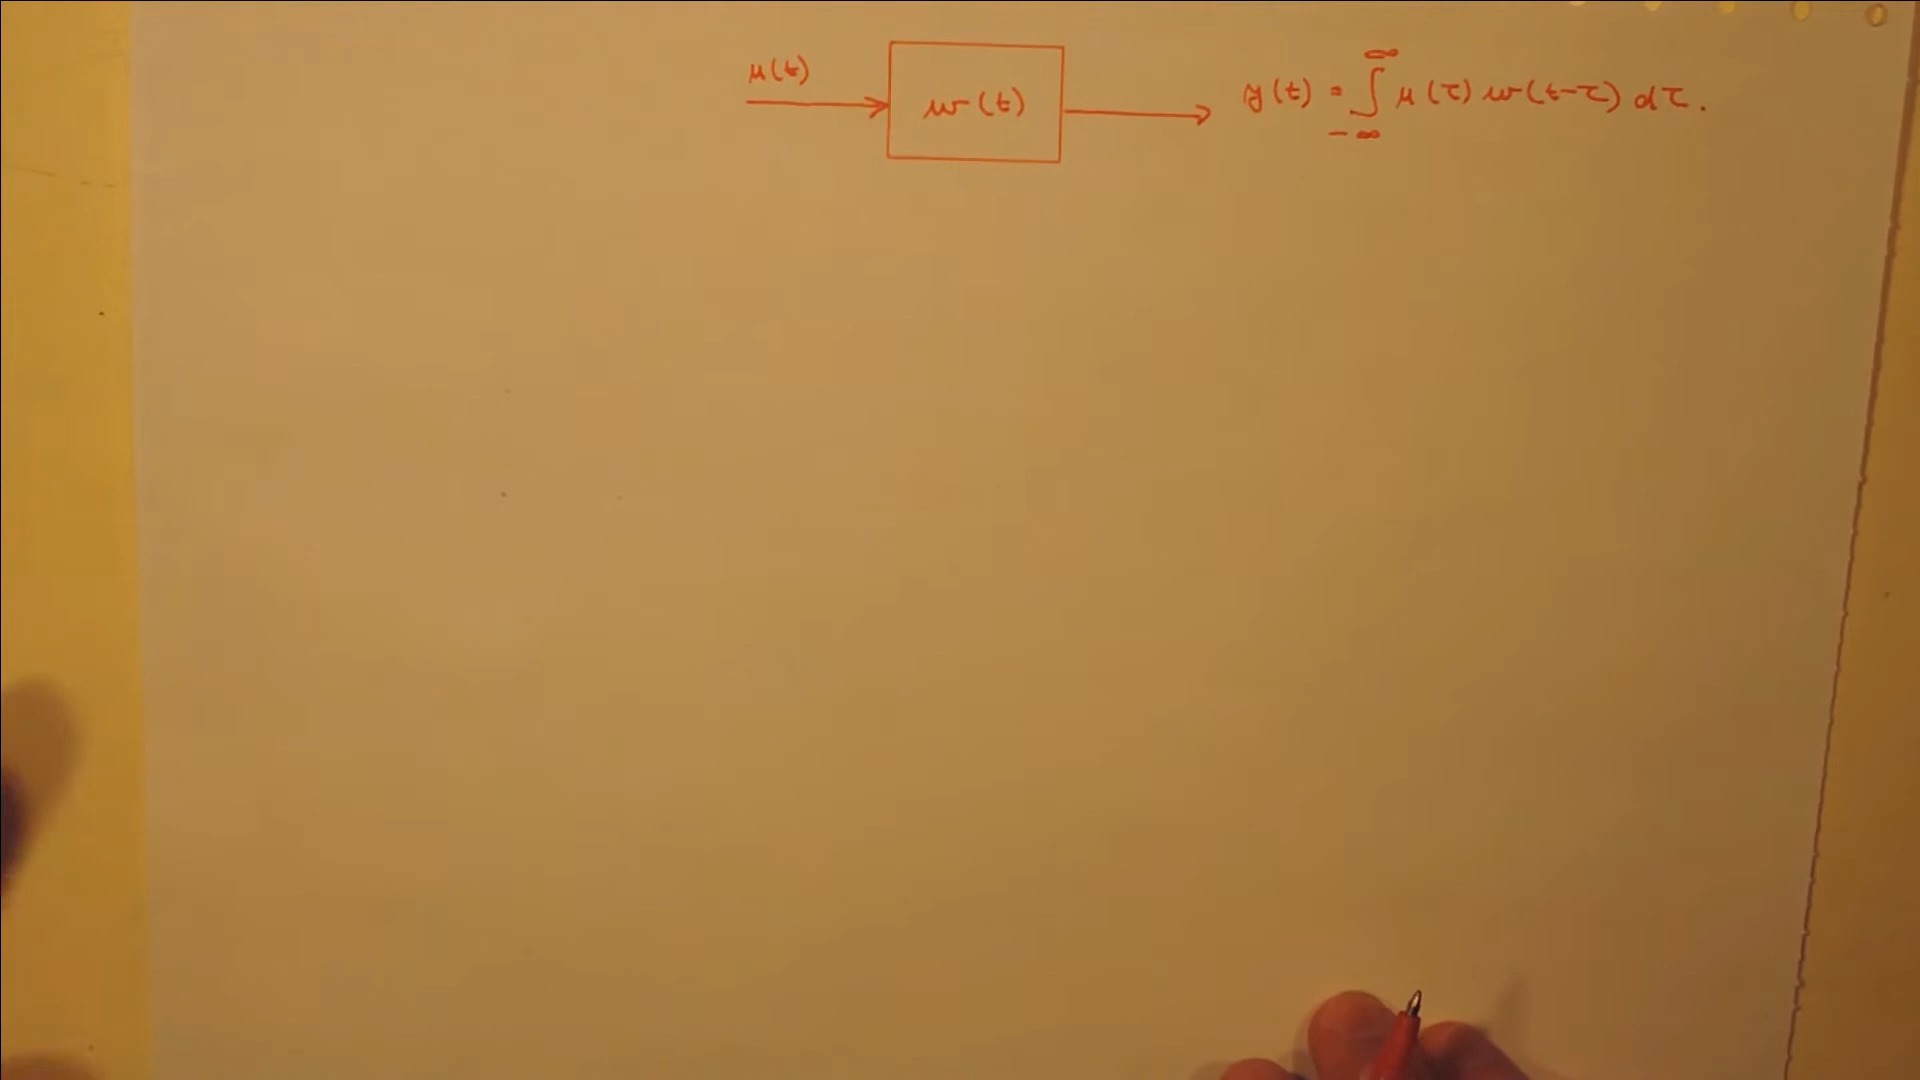 u(t)
w(t)
y(t) = ∫_{-∞}^{∞} u(τ) w(t-τ) dτ.